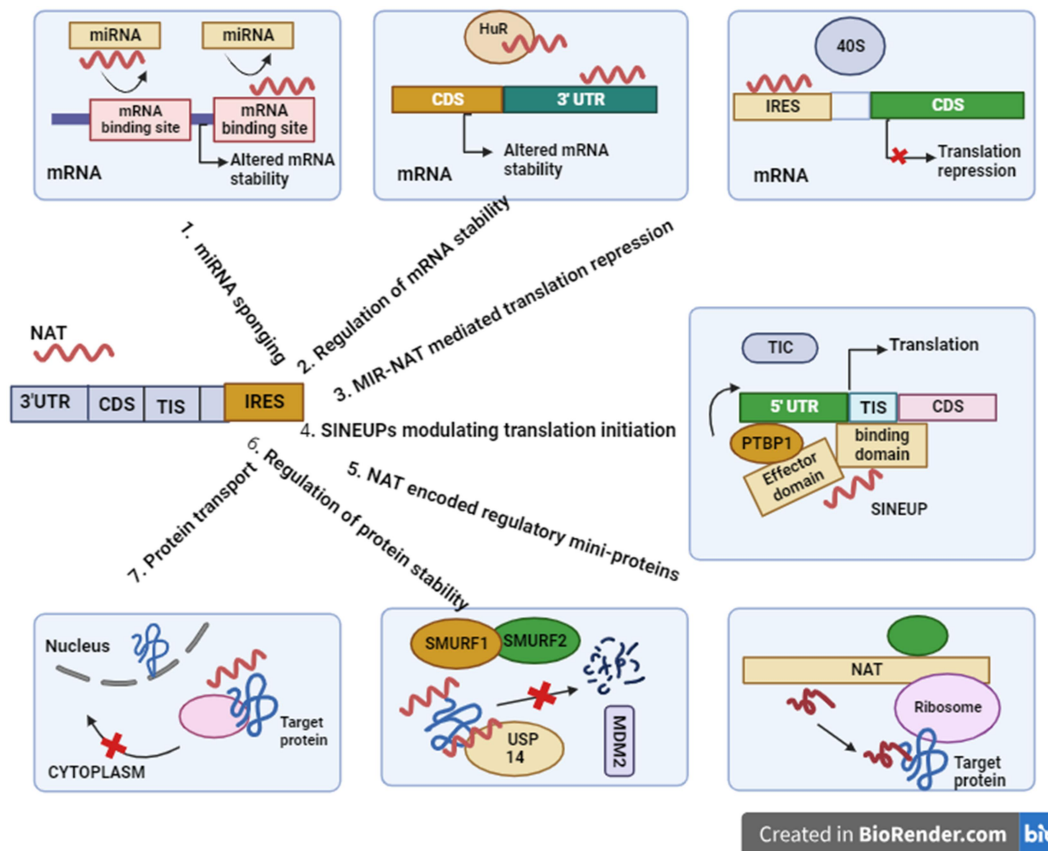 miRNA
miRNA
mRNA
binding site
mRNA
binding site
mRNA
Altered mRNA
stability
HuR
CDS
3' UTR
mRNA
Altered mRNA
stability
40S
IRES
CDS
mRNA
Translation
repression
1. miRNA sponging
2. Regulation of mRNA stability
3. MIR-NAT mediated translation repression
NAT
3'UTR
CDS
TIS
IRES
4. SINEUPs modulating translation initiation
5. NAT encoded regulatory mini-proteins
6. Regulation of protein stability
7. Protein transport
TIC
Translation
5' UTR
TIS
CDS
PTBP1
Effector
domain
binding
domain
SINEUP
Nucleus
Target
protein
CYTOPLASM
SMURF1
SMURF2
USP
14
MDM2
NAT
Ribosome
Target
protein
Created in BioRender.com